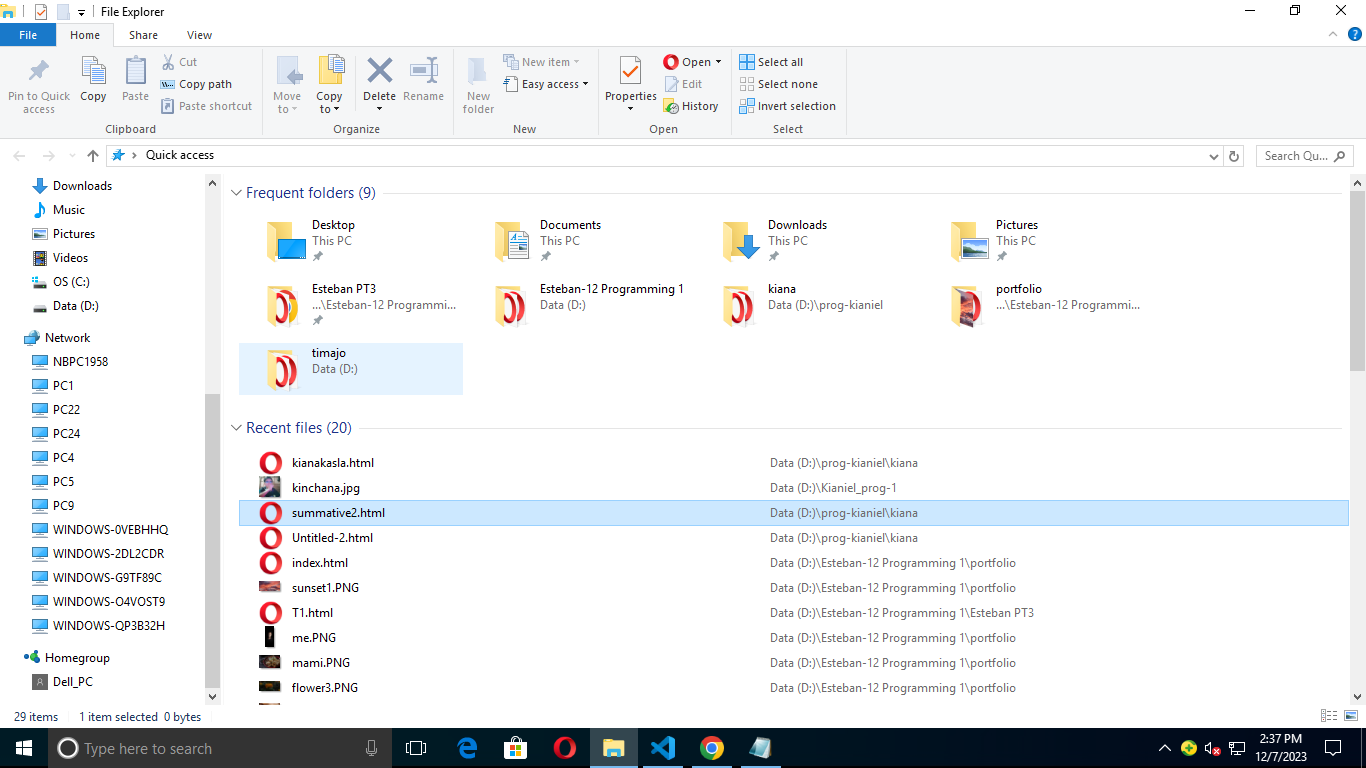 File Explorer
File Home Share View
Pin to Quick access
Copy
Paste
Cut
Copy path
Paste shortcut
Clipboard
Move to
Copy to
Delete
Rename
Organize
New folder
New item
Easy access
New
Properties
Open
Edit
History
Open
Select all
Select none
Invert selection
Select
Quick access
Search Qu...
Downloads
Music
Pictures
Videos
OS (C:)
Data (D:)
Network
NBPC1958
PC1
PC22
PC24
PC4
PC5
PC9
WINDOWS-0VEBHHQ
WINDOWS-2DL2CDR
WINDOWS-G9TF89C
WINDOWS-O4VOST9
WINDOWS-QP3B32H
Homegroup
Dell_PC
Frequent folders (9)
Desktop
This PC
Documents
This PC
Downloads
This PC
Pictures
This PC
Esteban PT3
...\Esteban-12 Programmi...
Esteban-12 Programming 1
Data (D:)
kiana
Data (D:)\prog-kianiel
portfolio
...\Esteban-12 Programmi...
timajo
Data (D:)
Recent files (20)
kianakasla.html Data (D:)\prog-kianiel\kiana
kinchana.jpg Data (D:)\Kianiel_prog-1
summative2.html Data (D:)\prog-kianiel\kiana
Untitled-2.html Data (D:)\prog-kianiel\kiana
index.html Data (D:)\Esteban-12 Programming 1\portfolio
sunset1.PNG Data (D:)\Esteban-12 Programming 1\portfolio
T1.html Data (D:)\Esteban-12 Programming 1\Esteban PT3
me.PNG Data (D:)\Esteban-12 Programming 1\portfolio
mami.PNG Data (D:)\Esteban-12 Programming 1\portfolio
flower3.PNG Data (D:)\Esteban-12 Programming 1\portfolio
29 items 1 item selected 0 bytes
Type here to search
2:37 PM
12/7/2023